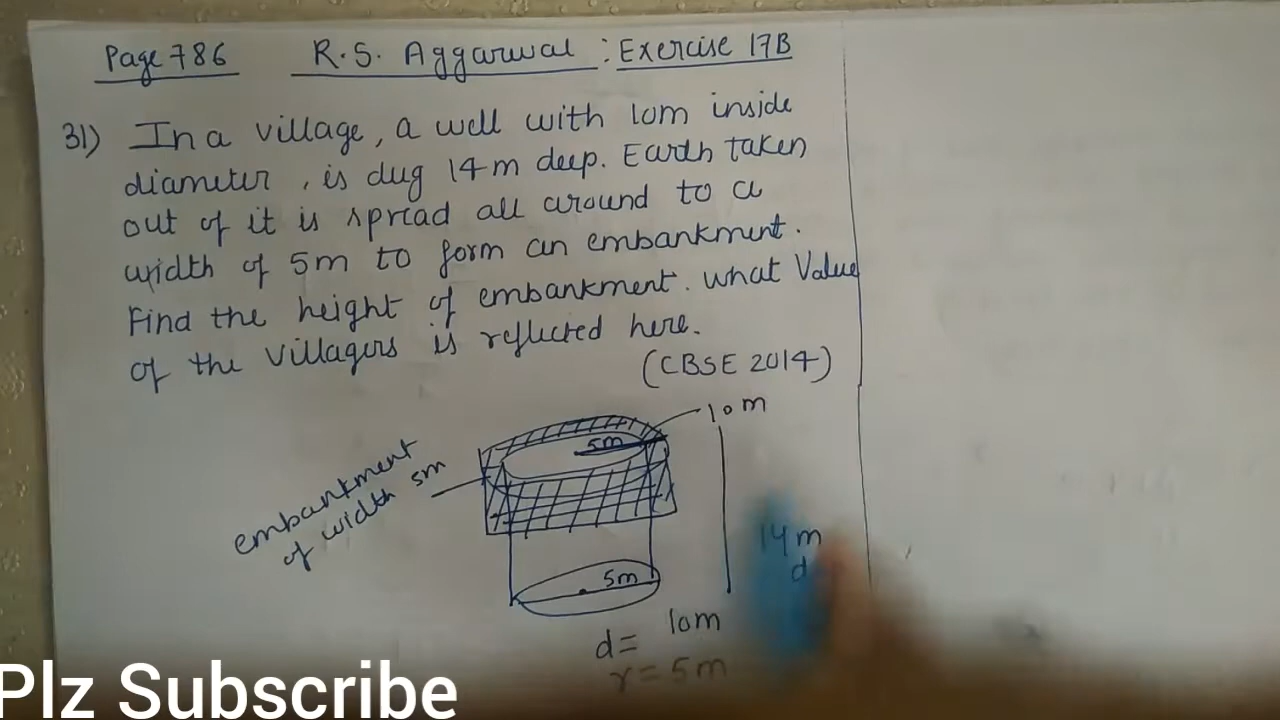 Page 786 R.S. Aggarwal : Exercise 17B
31) In a village, a well with 10m inside
diameter, is dug 14m deep. Earth taken
out of it is spread all around to a
width of 5m to form an embankment.
Find the height of embankment. what Value
of the villagers is reflected here.
(CBSE 2014)
10m
5m
embankment
of width 5m
14m
d
5m
d= 10m
r=5m
Plz Subscribe